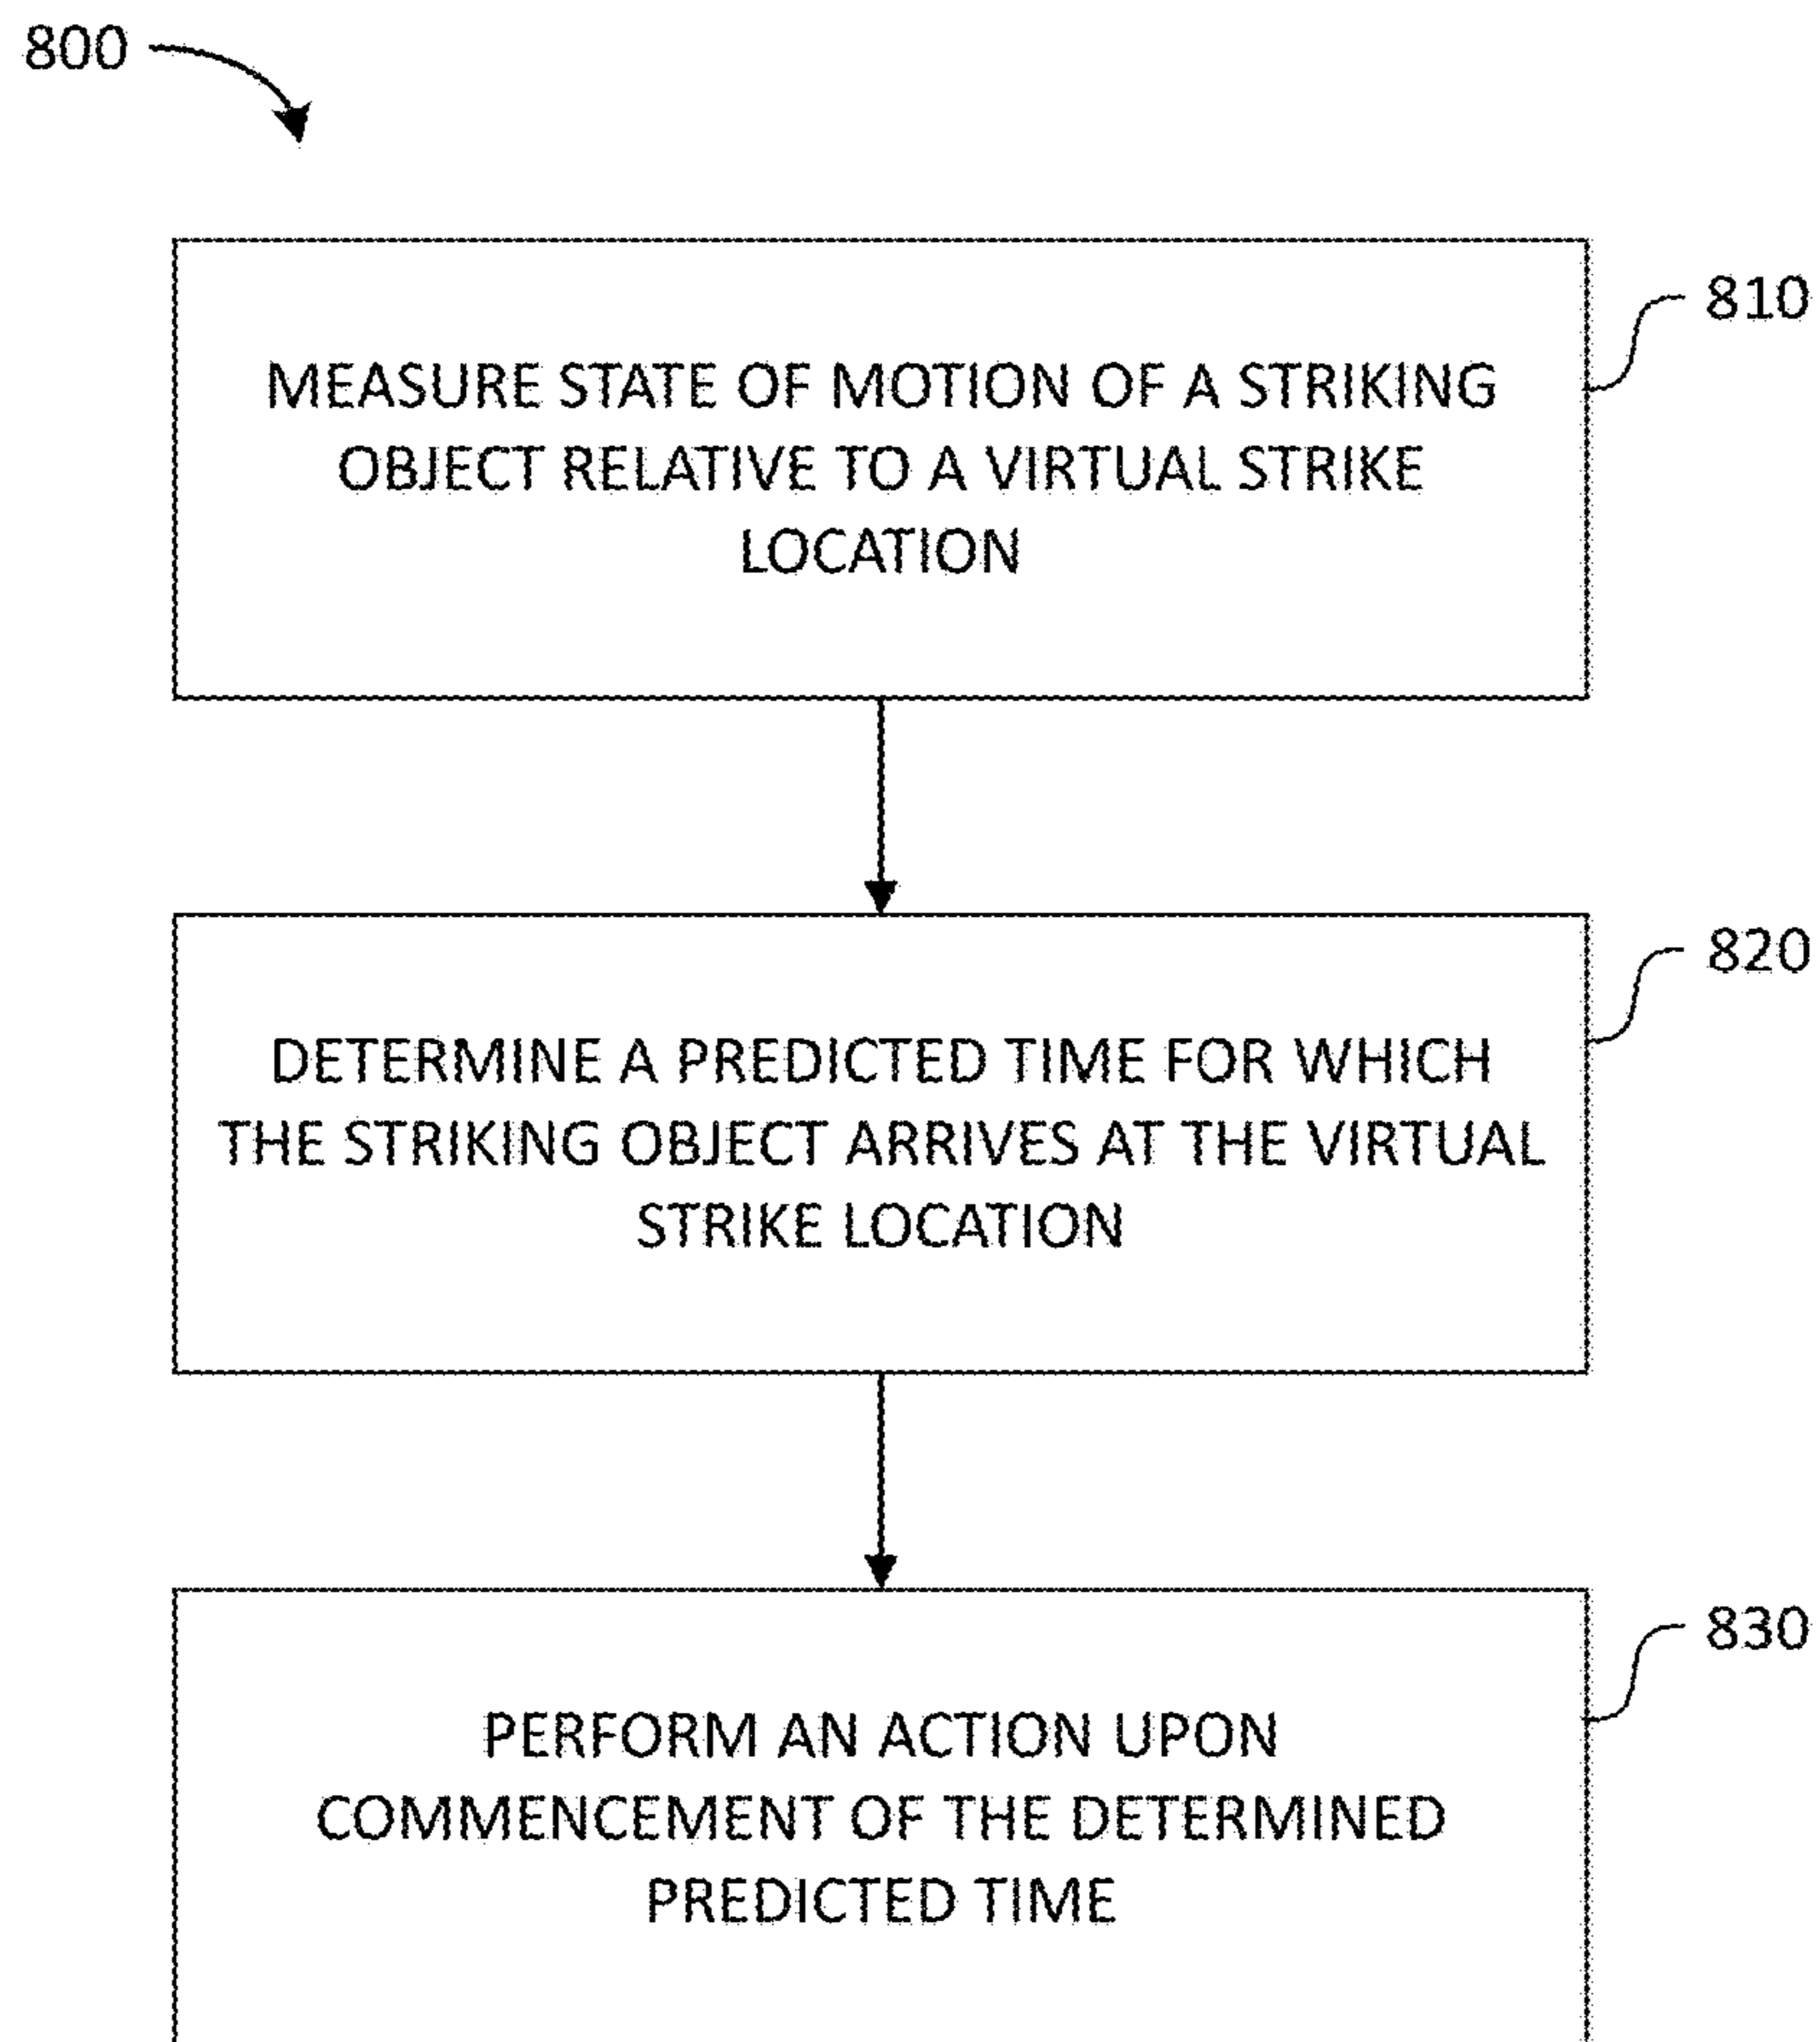 800
810
MEASURE STATE OF MOTION OF A STRIKING
OBJECT RELATIVE TO A VIRTUAL STRIKE
LOCATION
820
DETERMINE A PREDICTED TIME FOR WHICH
THE STRIKING OBJECT ARRIVES AT THE VIRTUAL
STRIKE LOCATION
830
PERFORM AN ACTION UPON
COMMENCEMENT OF THE DETERMINED
PREDICTED TIME